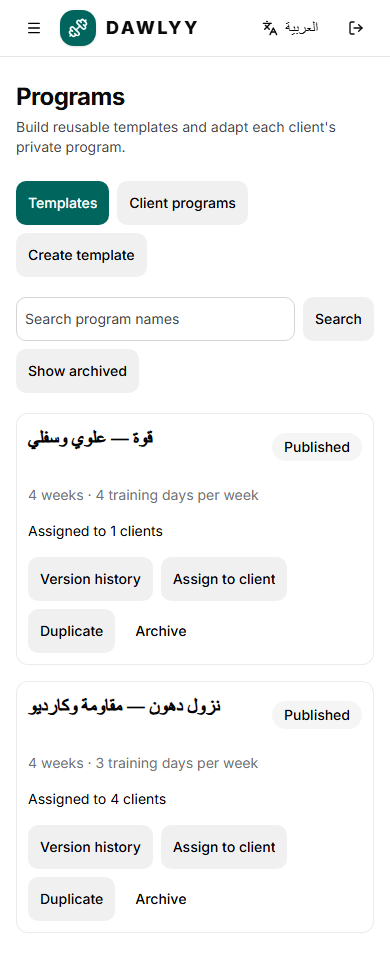 DAWLYY
العربية
Programs
Build reusable templates and adapt each client's
private program.
Templates
Client programs
Create template
Search program names
Search
Show archived
قوة — علوي وسفلي
Published
4 weeks · 4 training days per week
Assigned to 1 clients
Version history
Assign to client
Duplicate
Archive
نزول دهون — مقاومة وكارديو
Published
4 weeks · 3 training days per week
Assigned to 4 clients
Version history
Assign to client
Duplicate
Archive